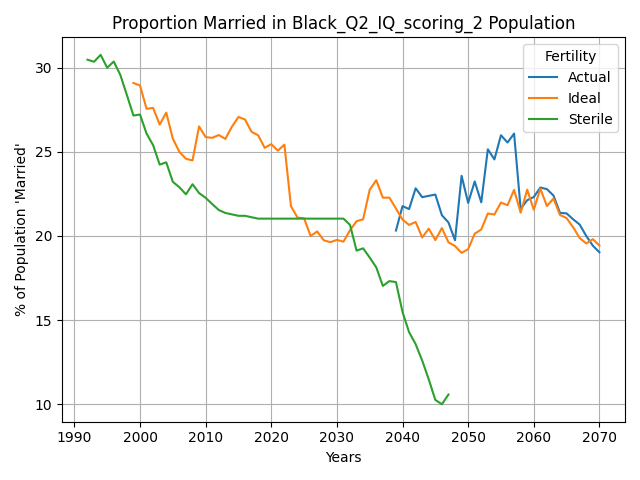 Proportion Married in Black_Q2_IQ_scoring_2 Population
% of Population 'Married'
30
25
20
15
10
Fertility
Actual
Ideal
Sterile
1990 2000 2010 2020 2030 2040 2050 2060 2070
Years